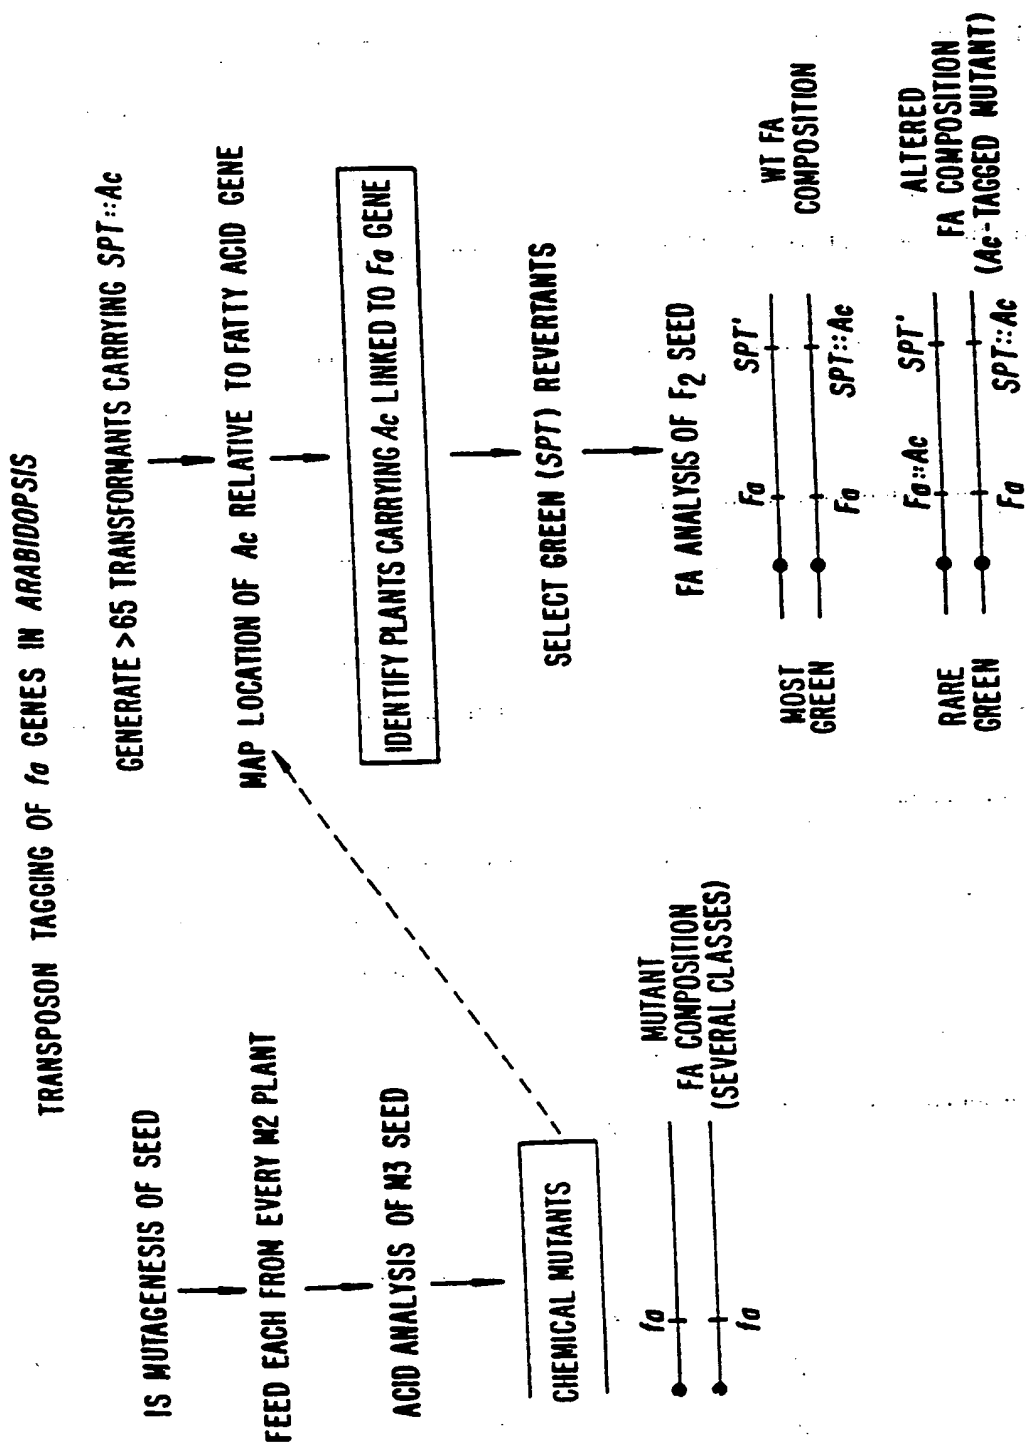 TRANSPOSON TAGGING OF fa GENES IN ARABIDOPSIS
IS MUTAGENESIS OF SEED
FEED EACH FROM EVERY M2 PLANT
ACID ANALYSIS OF M3 SEED
CHEMICAL MUTANTS
fa
fa
MUTANT
FA COMPOSITION
(SEVERAL CLASSES)
GENERATE >65 TRANSFORMANTS CARRYING SPT::Ac
MAP LOCATION OF Ac RELATIVE TO FATTY ACID GENE
IDENTIFY PLANTS CARRYING Ac LINKED TO Fa GENE
SELECT GREEN (SPT) REVERTANTS
FA ANALYSIS OF F2 SEED
MOST
GREEN
Fa
SPT'
Fa
SPT::Ac
WT FA
COMPOSITION
RARE
GREEN
Fa::Ac
SPT'
Fa
SPT::Ac
ALTERED
FA COMPOSITION
(Ac-TAGGED MUTANT)